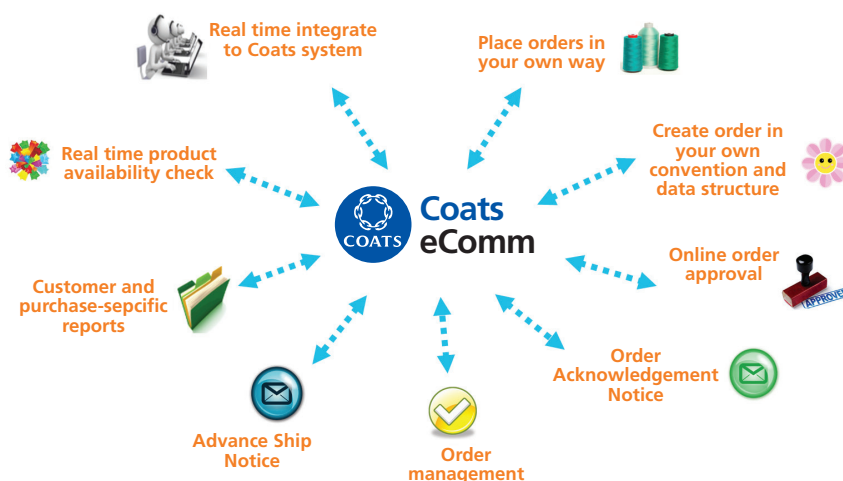 Real time integrate
to Coats system
Place orders in
your own way
Real time product
availability check
Create order in
your own
convention and
data structure
COATS
Coats
eComm
Online order
approval
APPROVED
Customer and
purchase-sepcific
reports
Order
Acknowledgement
Notice
Advance Ship
Notice
Order
management